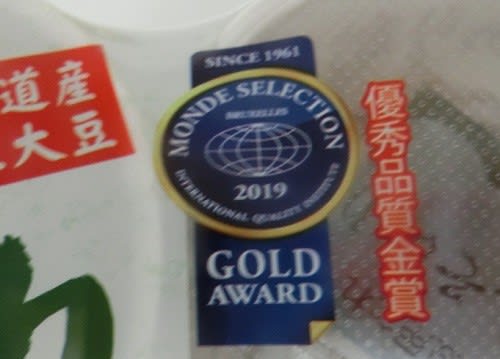 道産
大豆
SINCE 1961
MONDE SELECTION
BRUXELLES
2019
INTERNATIONAL QUALITY INSTITUTE
GOLD
AWARD
優秀品質金賞